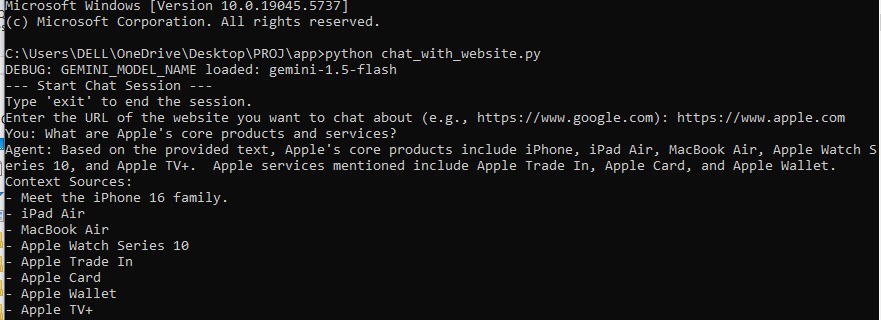 Microsoft Windows [Version 10.0.19045.5737]
(c) Microsoft Corporation. All rights reserved.
C:\Users\DELL\OneDrive\Desktop\PROJ\app>python chat_with_website.py
DEBUG: GEMINI_MODEL_NAME loaded: gemini-1.5-flash
--- Start Chat Session ---
Type 'exit' to end the session.
Enter the URL of the website you want to chat about (e.g., https://www.google.com): https://www.apple.com
You: What are Apple's core products and services?
Agent: Based on the provided text, Apple's core products include iPhone, iPad Air, MacBook Air, Apple Watch S
eries 10, and Apple TV+.  Apple services mentioned include Apple Trade In, Apple Card, and Apple Wallet.
Context Sources:
- Meet the iPhone 16 family.
- iPad Air
- MacBook Air
- Apple Watch Series 10
- Apple Trade In
- Apple Card
- Apple Wallet
- Apple TV+